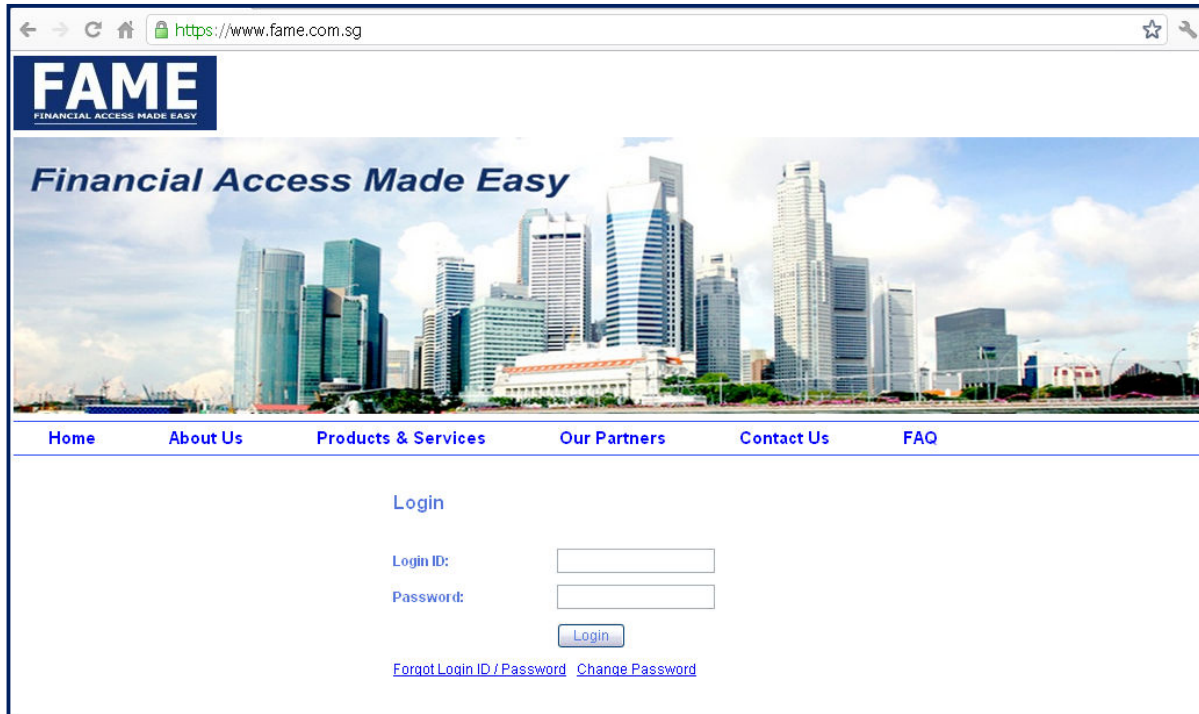 https://www.fame.com.sg
FAME
FINANCIAL ACCESS MADE EASY
Financial Access Made Easy
Home About Us Products & Services Our Partners Contact Us FAQ
Login
Login ID:
Password:
Login
Forgot Login ID / Password Change Password